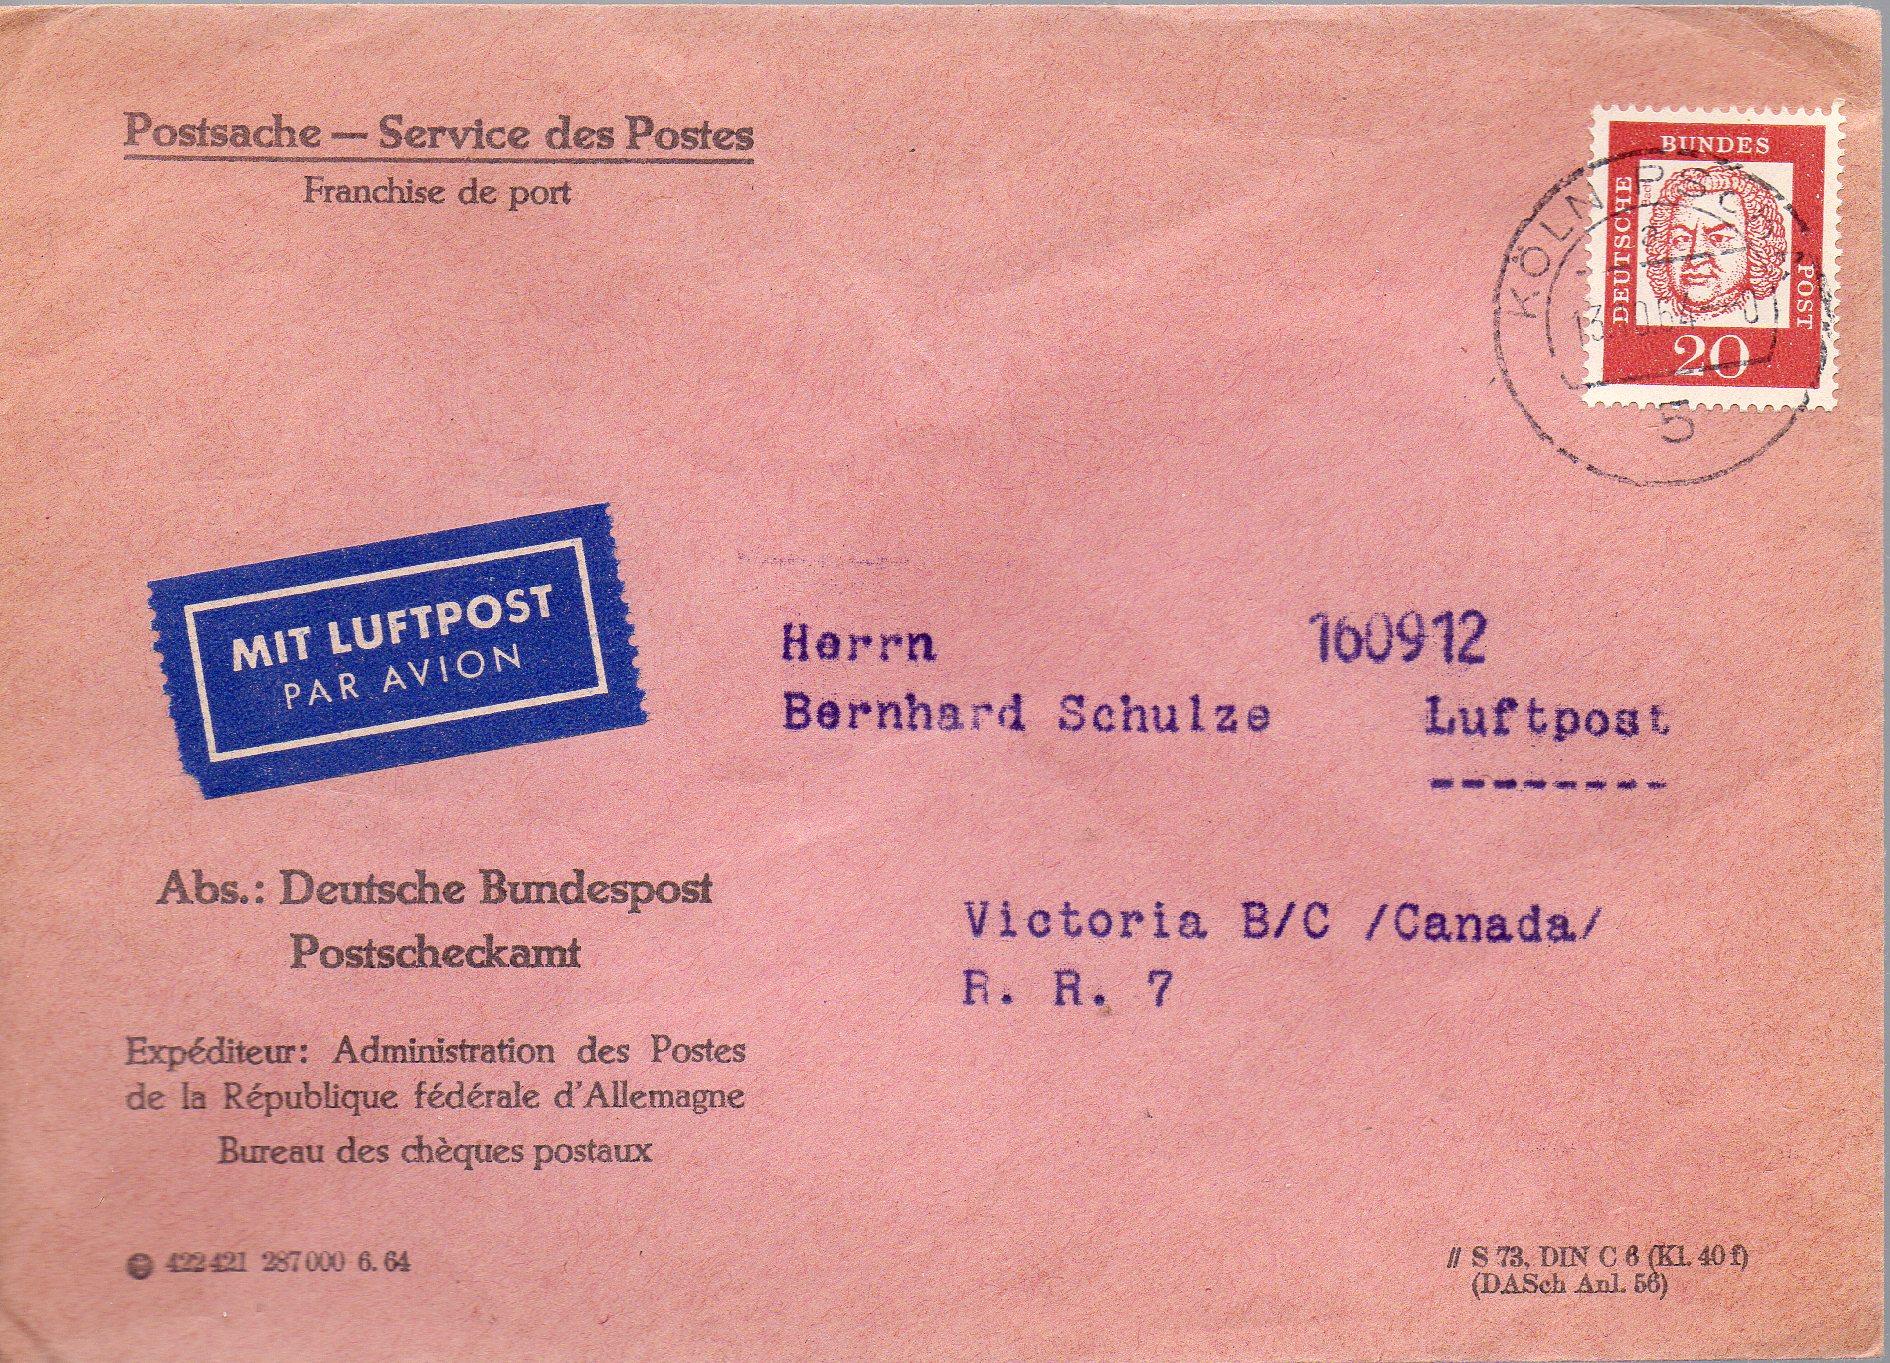 Postsache — Service des Postes
Franchise de port
BUNDES
DEUTSCHE
POST
20
KÖLN
5
MIT LUFTPOST
PAR AVION
Herrn 160912
Bernhard Schulze Luftpost
--------
Victoria B/C /Canada/
R. R. 7
Abs.: Deutsche Bundespost
Postscheckamt
Expéditeur: Administration des Postes
de la République fédérale d'Allemagne
Bureau des chèques postaux
422421 287000 6.64
// S 73, DIN C 6 (Kl. 40 f)
(DASch Anl. 56)